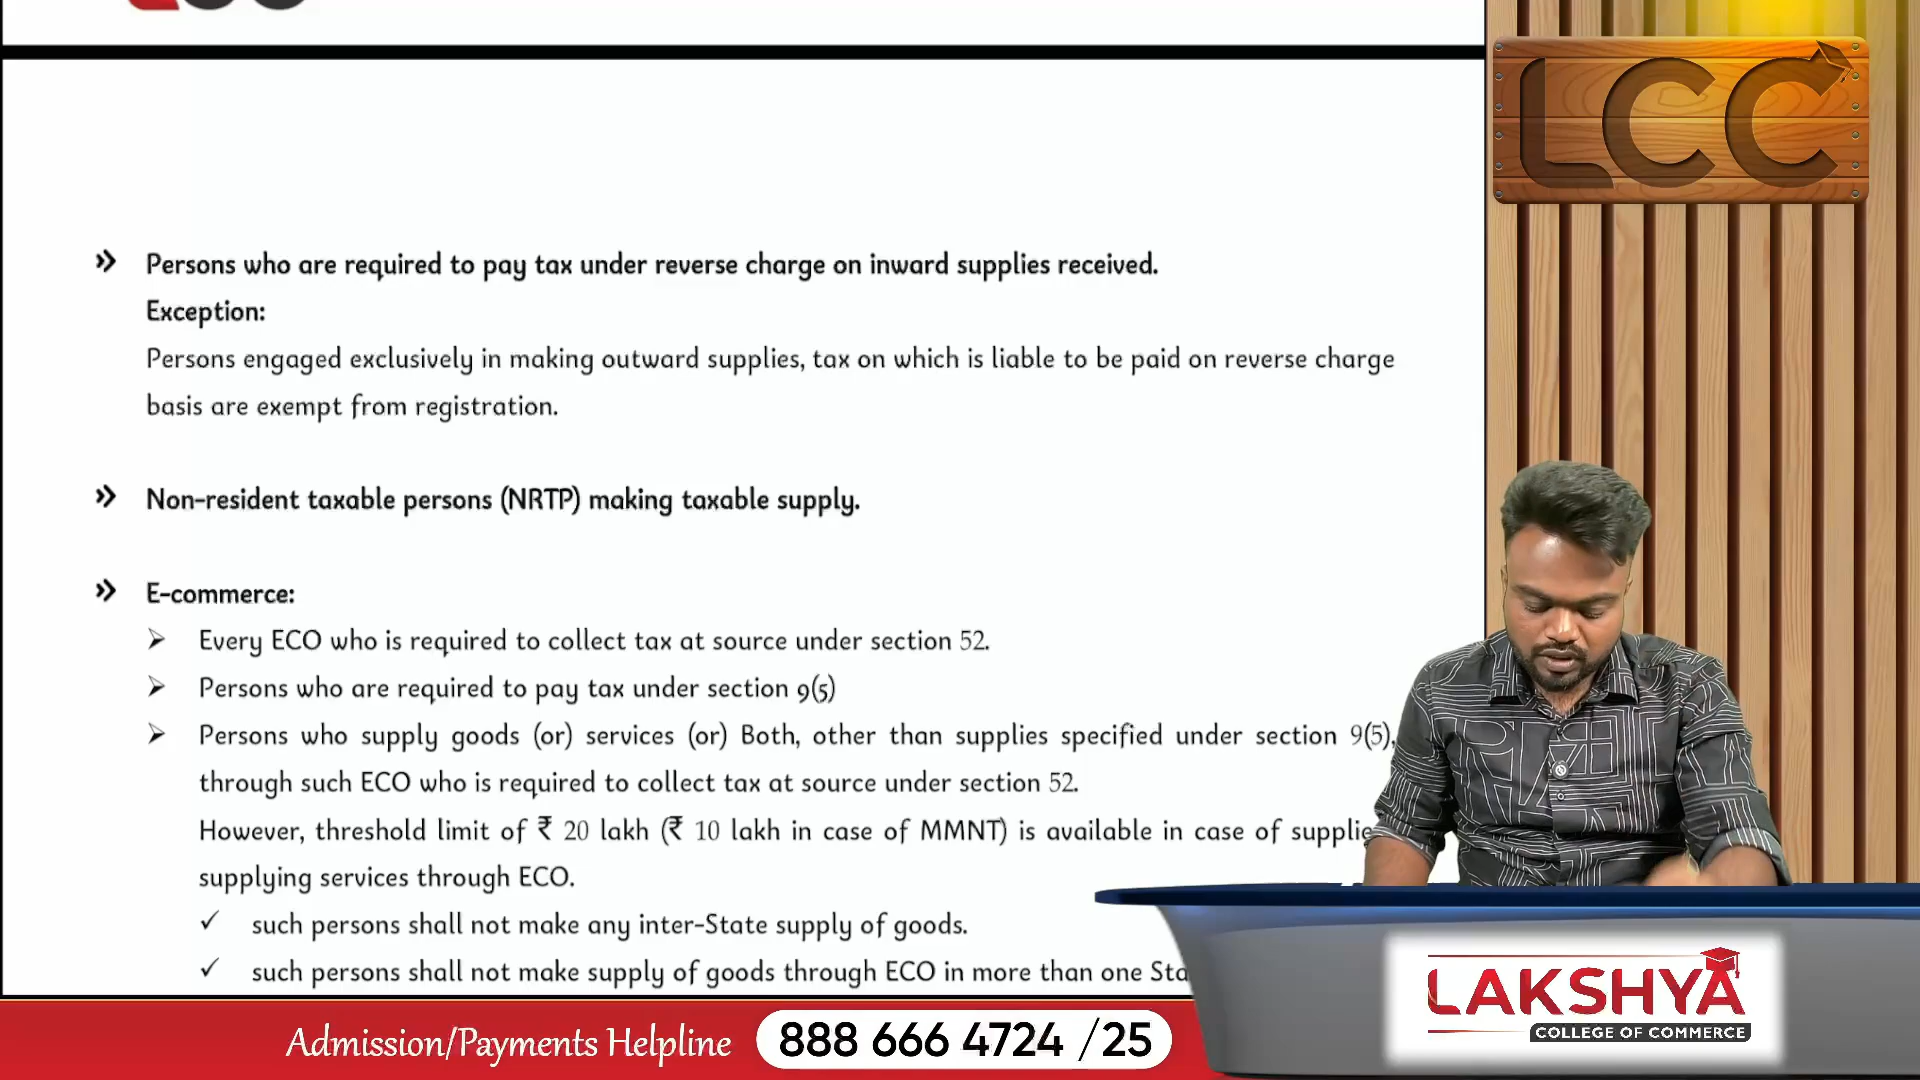 LCC
» Persons who are required to pay tax under reverse charge on inward supplies received.
Exception:
Persons engaged exclusively in making outward supplies, tax on which is liable to be paid on reverse charge
basis are exempt from registration.
» Non-resident taxable persons (NRTP) making taxable supply.
» E-commerce:
➢ Every ECO who is required to collect tax at source under section 52.
➢ Persons who are required to pay tax under section 9(5)
➢ Persons who supply goods (or) services (or) Both, other than supplies specified under section 9(5),
through such ECO who is required to collect tax at source under section 52.
However, threshold limit of ₹ 20 lakh (₹ 10 lakh in case of MMNT) is available in case of
supplying services through ECO.
✓ such persons shall not make any inter-State supply of goods.
✓ such persons shall not make supply of goods through ECO in more than one
Admission/Payments Helpline 888 666 4724 /25
LAKSHYA
COLLEGE OF COMMERCE